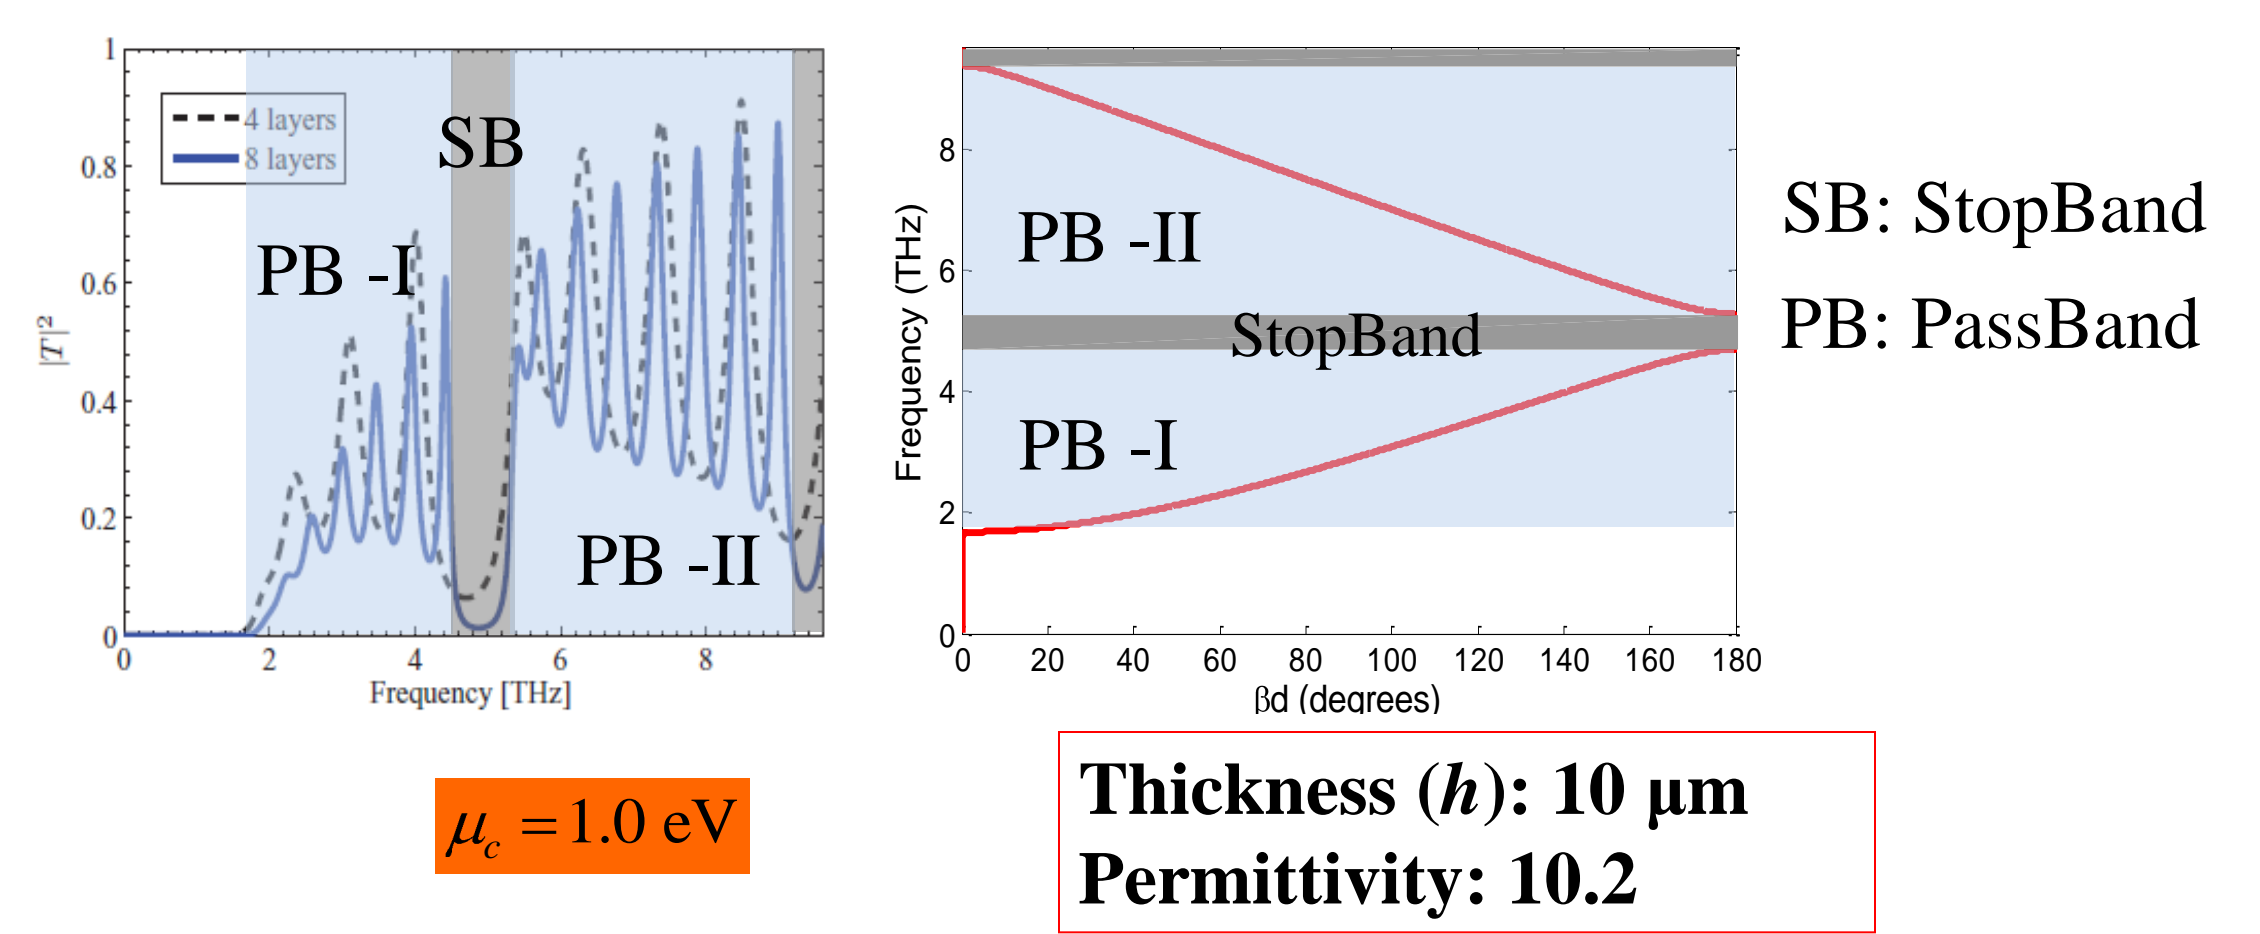 1
0.8
0.6
0.4
0.2
0
|T|²
4 layers
8 layers
SB
PB -I
PB -II
0 2 4 6 8
Frequency [THz]
μc = 1.0 eV
8
6
4
2
0
Frequency (THz)
PB -II
StopBand
PB -I
0 20 40 60 80 100 120 140 160 180
βd (degrees)
SB: StopBand
PB: PassBand
Thickness (h): 10 μm
Permittivity: 10.2